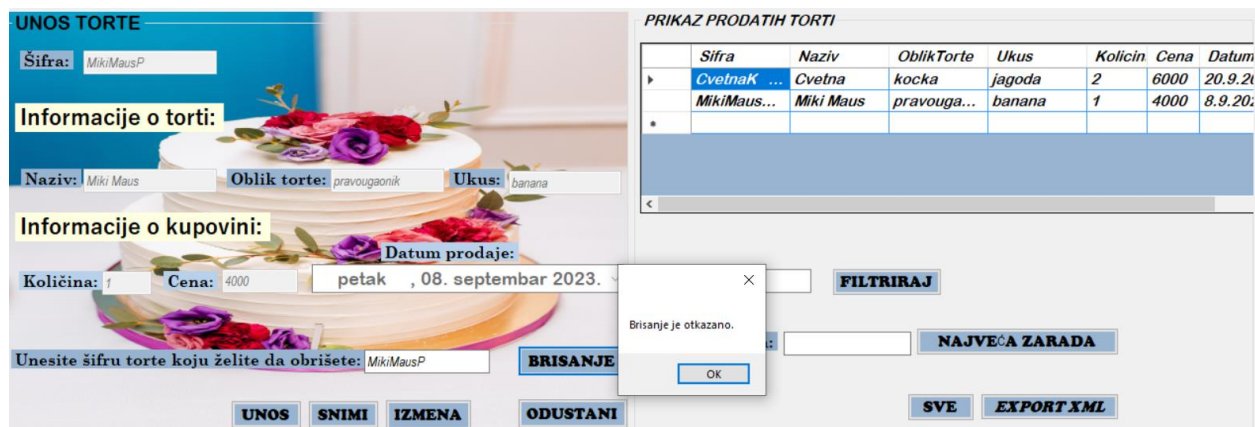 UNOS TORTE
Šifra: MikiMausP
Informacije o torti:
Naziv: Miki Maus Oblik torte: pravougaonik Ukus: banana
Informacije o kupovini:
Datum prodaje:
Količina: 1 Cena: 4000 petak , 08. septembar 2023.
Unesite šifru torte koju želite da obrišete: MikiMausP BRISANJE
UNOS SNIMI IZMENA ODUSTANI
PRIKAZ PRODATIH TORTI
Sifra Naziv OblikTorte Ukus Kolicin Cena Datum
CvetnaK ... Cvetna kocka jagoda 2 6000 20.9.20
MikiMaus... Miki Maus pravouga... banana 1 4000 8.9.202
FILTRIRAJ
Brisanje je otkazano.
OK
NAJVEĆA ZARADA
SVE EXPORT XML